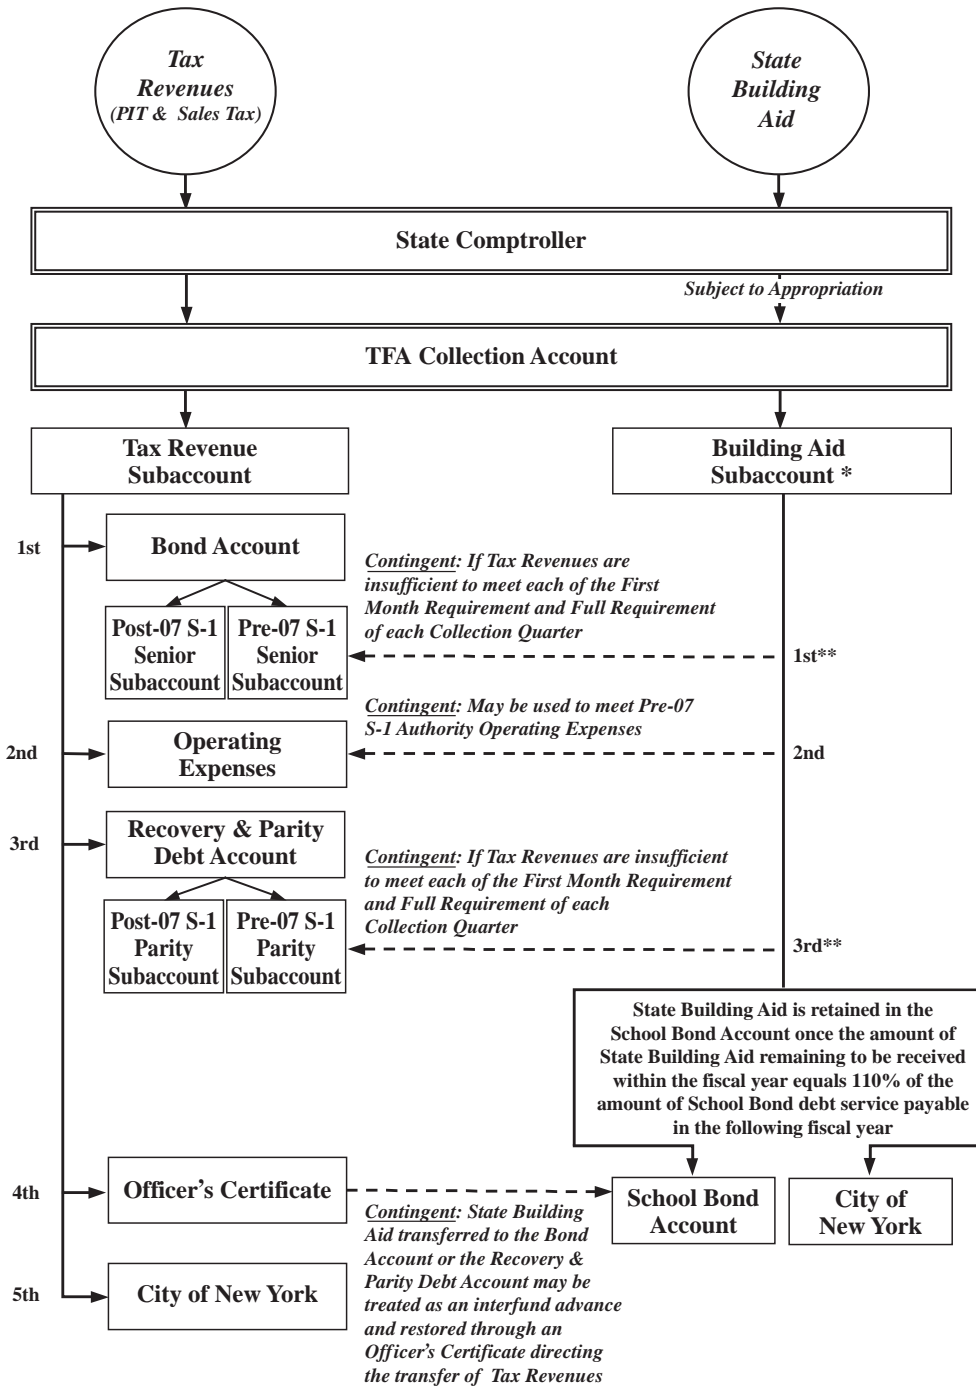 Tax
Revenues
(PIT & Sales Tax)
State
Building
Aid
State Comptroller
Subject to Appropriation
TFA Collection Account
Tax Revenue
Subaccount
Building Aid
Subaccount *
1st
Bond Account
Contingent: If Tax Revenues are
insufficient to meet each of the First
Month Requirement and Full Requirement
of each Collection Quarter
Post-07 S-1
Senior
Subaccount
Pre-07 S-1
Senior
Subaccount
1st**
Contingent: May be used to meet Pre-07
S-1 Authority Operating Expenses
2nd
Operating
Expenses
2nd
3rd
Recovery & Parity
Debt Account
Contingent: If Tax Revenues are insufficient
to meet each of the First Month Requirement
and Full Requirement of each
Collection Quarter
Post-07 S-1
Parity
Subaccount
Pre-07 S-1
Parity
Subaccount
3rd**
State Building Aid is retained in the
School Bond Account once the amount of
State Building Aid remaining to be received
within the fiscal year equals 110% of the
amount of School Bond debt service payable
in the following fiscal year
4th
Officer's Certificate
School Bond
Account
City of
New York
Contingent: State Building
Aid transferred to the Bond
Account or the Recovery &
Parity Debt Account may be
treated as an interfund advance
and restored through an
Officer's Certificate directing
the transfer of Tax Revenues
5th
City of New York